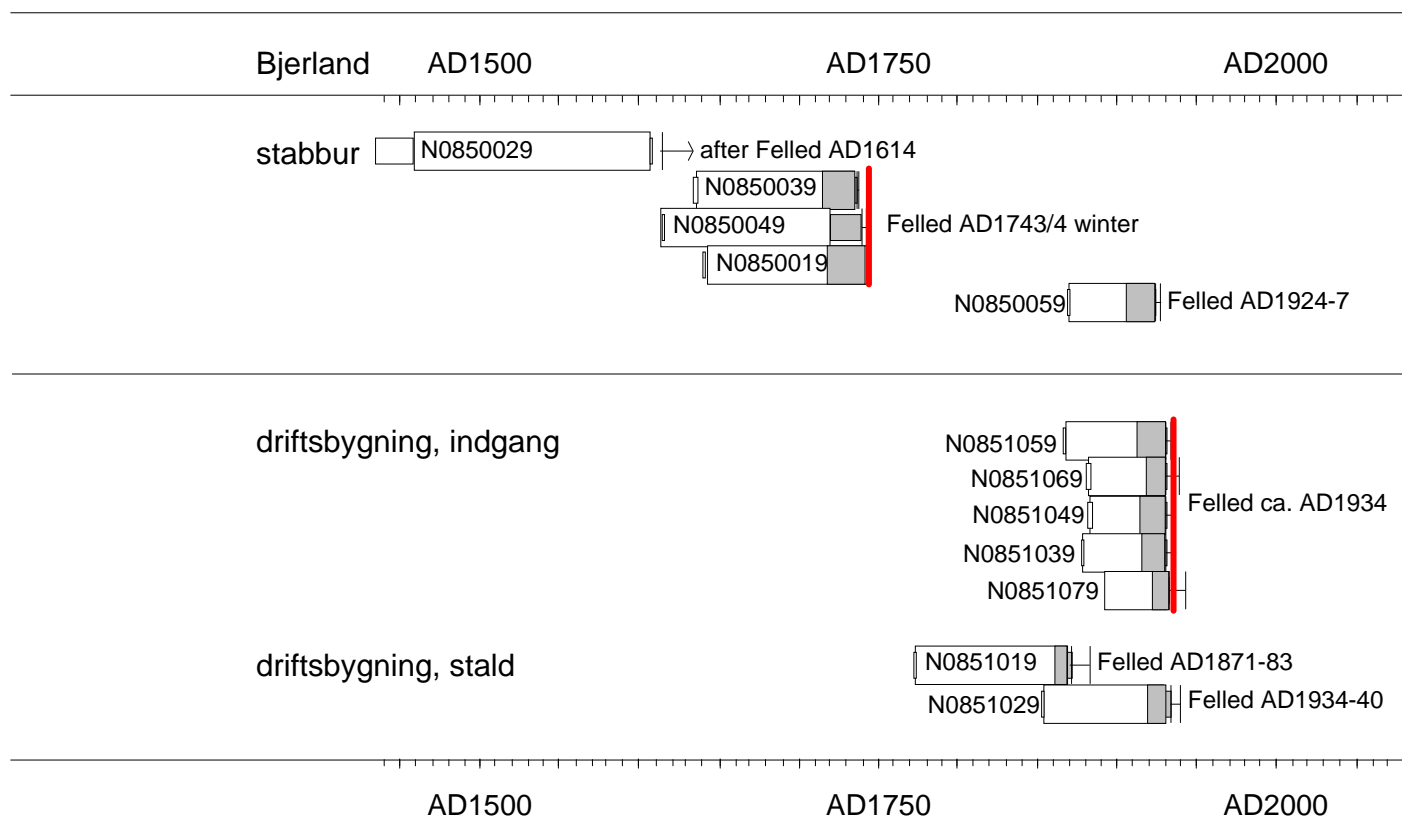 Bjerland AD1500 AD1750 AD2000
stabbur N0850029 after Felled AD1614
N0850039
N0850049 Felled AD1743/4 winter
N0850019
N0850059 Felled AD1924-7
driftsbygning, indgang N0851059
N0851069
N0851049 Felled ca. AD1934
N0851039
N0851079
driftsbygning, stald N0851019 Felled AD1871-83
N0851029 Felled AD1934-40
AD1500 AD1750 AD2000